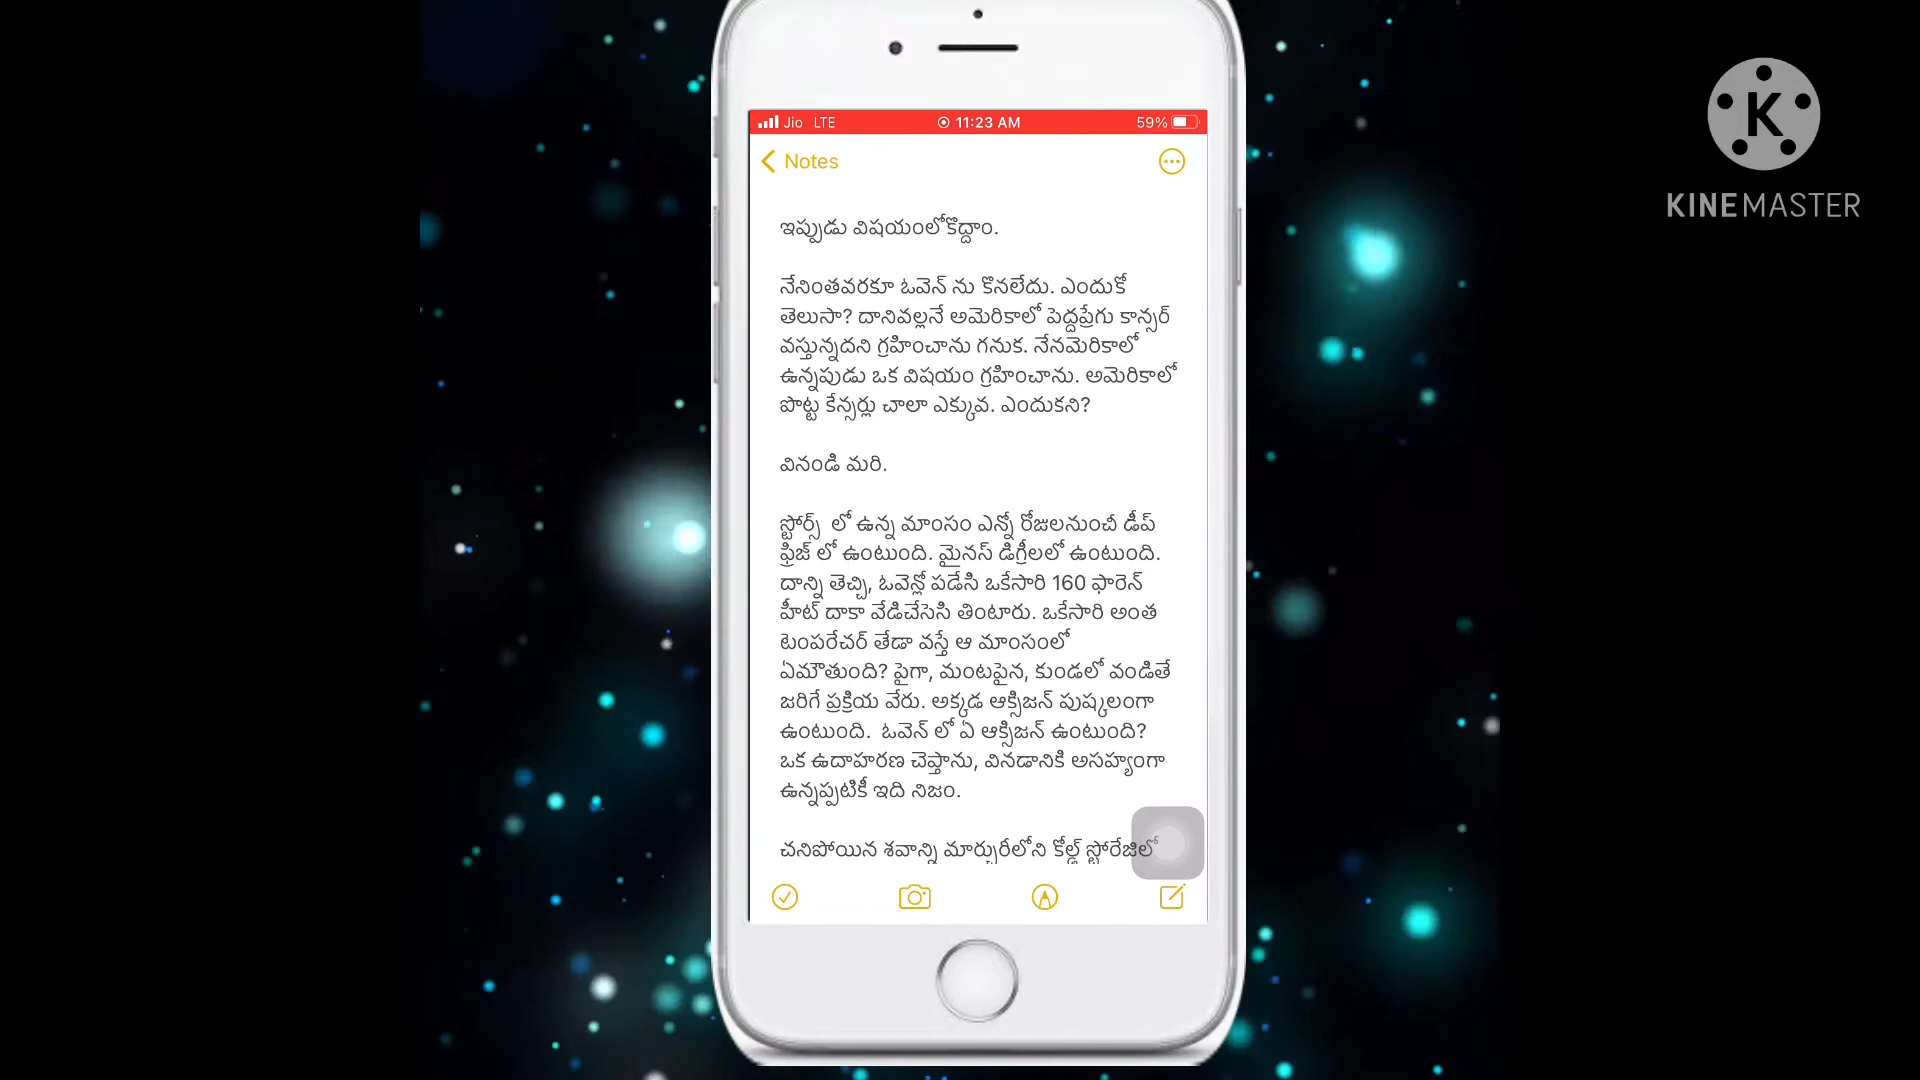 Jio LTE 11:23 AM 59%
KINEMASTER
Notes
ఇప్పుడు విషయంలోకొద్దాం.
నేనింతవరకూ ఓవెన్ ను కొనలేదు. ఎందుకో
తెలుసా? దానివల్లనే అమెరికాలో పెద్దప్రేగు కాన్సర్
వస్తున్నదని గ్రహించాను గనుక. నేనమెరికాలో
ఉన్నపుడు ఒక విషయం గ్రహించాను. అమెరికాలో
పొట్ట కేన్సర్లు చాలా ఎక్కువ. ఎందుకని?
వినండి మరి.
స్టోర్స్ లో ఉన్న మాంసం ఎన్నో రోజులనుంచీ డీప్
ఫ్రిజ్ లో ఉంటుంది. మైనస్ డిగ్రీలలో ఉంటుంది.
దాన్ని తెచ్చి, ఓవెన్లో పడేసి ఒకేసారి 160 ఫారెన్
హీట్ దాకా వేడిచేసెసి తింటారు. ఒకేసారి అంత
టెంపరేచర్ తేడా వస్తే ఆ మాంసంలో
ఏమౌతుంది? పైగా, మంటపైన, కుండలో వండితే
జరిగే ప్రక్రియ వేరు. అక్కడ ఆక్సిజన్ పుష్కలంగా
ఉంటుంది. ఓవెన్ లో ఏ ఆక్సిజన్ ఉంటుంది?
ఒక ఉదాహరణ చెప్తాను, వినడానికి అసహ్యంగా
ఉన్నప్పటికీ ఇది నిజం.
చనిపోయిన శవాన్ని మార్చురీలోని కోల్డ్ స్టోరేజిలో